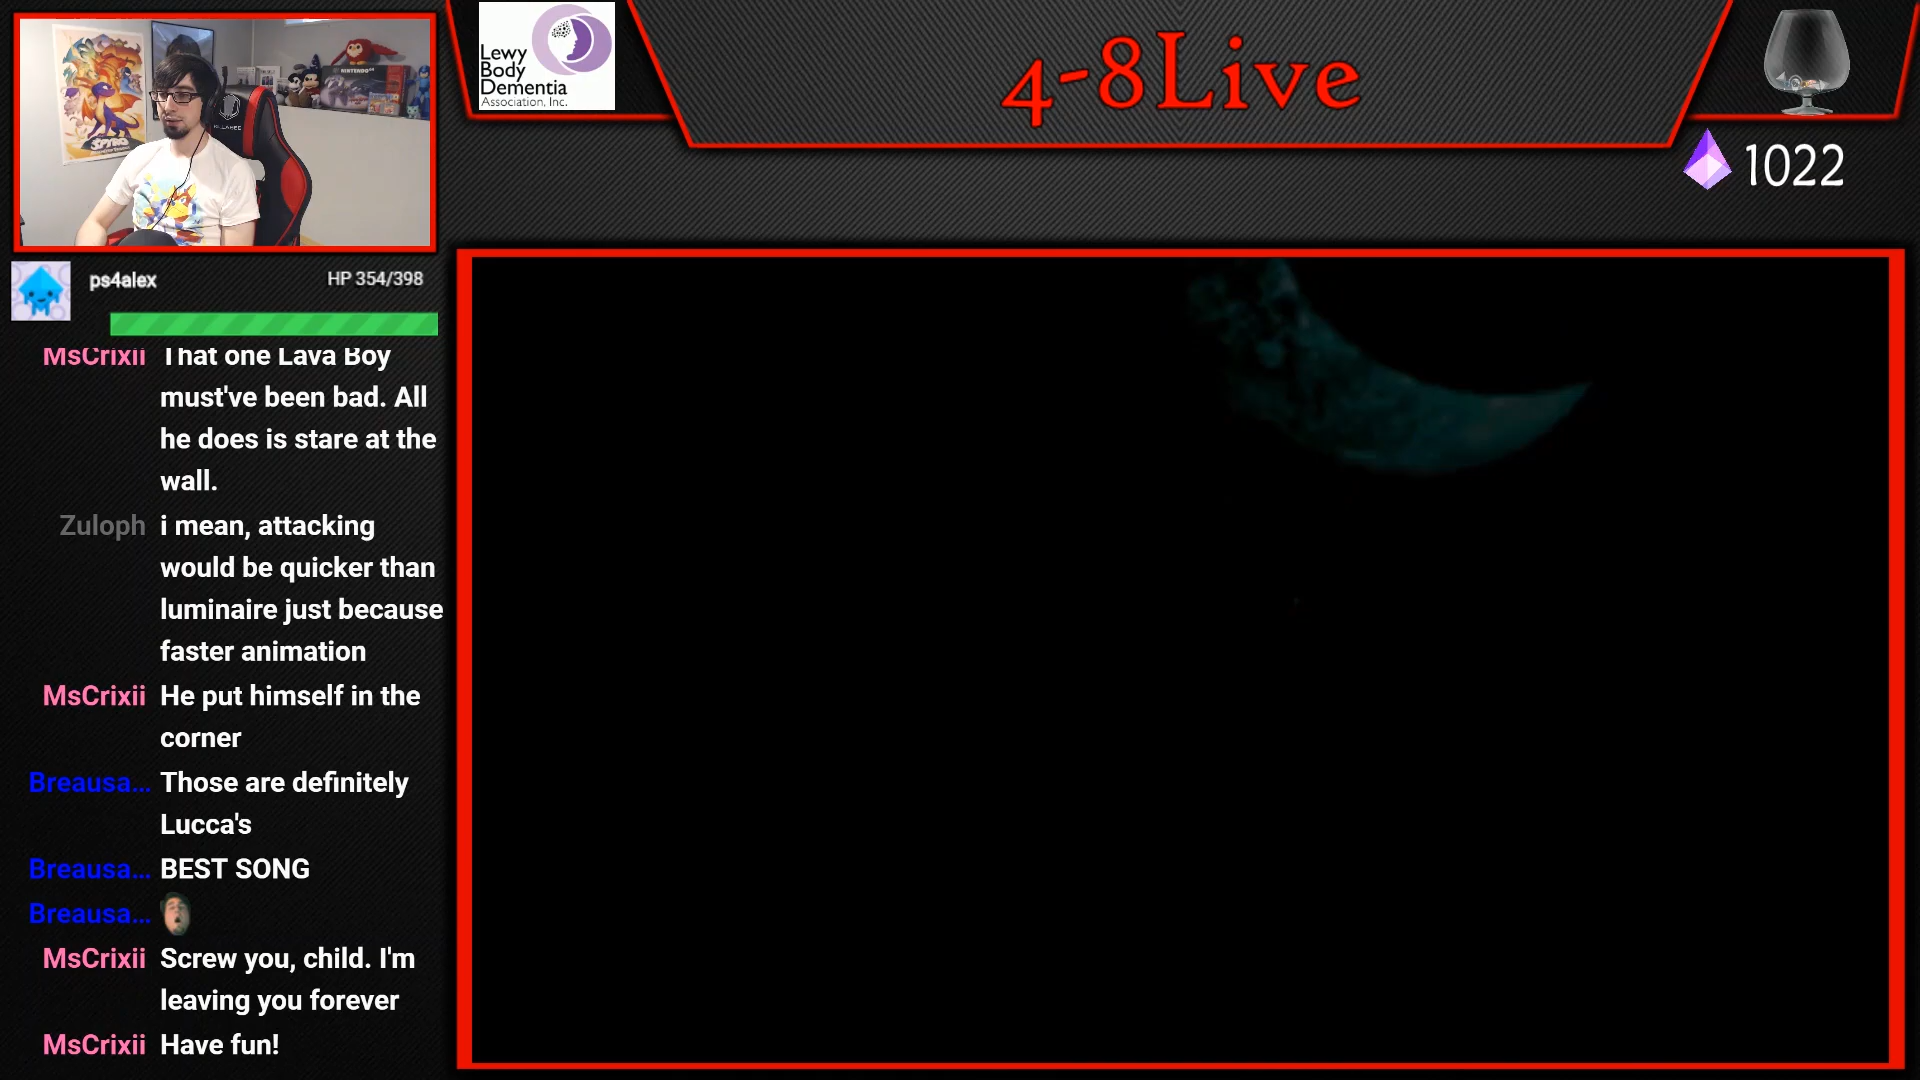 Lewy
Body
Dementia
Association, Inc.
4-8Live
1022
SPYRO
NINTENDO
ps4alex HP 354/398
MsCrixii That one Lava Boy
must've been bad. All
he does is stare at the
wall.
Zuloph i mean, attacking
would be quicker than
luminaire just because
faster animation
MsCrixii He put himself in the
corner
Breausa... Those are definitely
Lucca's
Breausa... BEST SONG
Breausa...
MsCrixii Screw you, child. I'm
leaving you forever
MsCrixii Have fun!